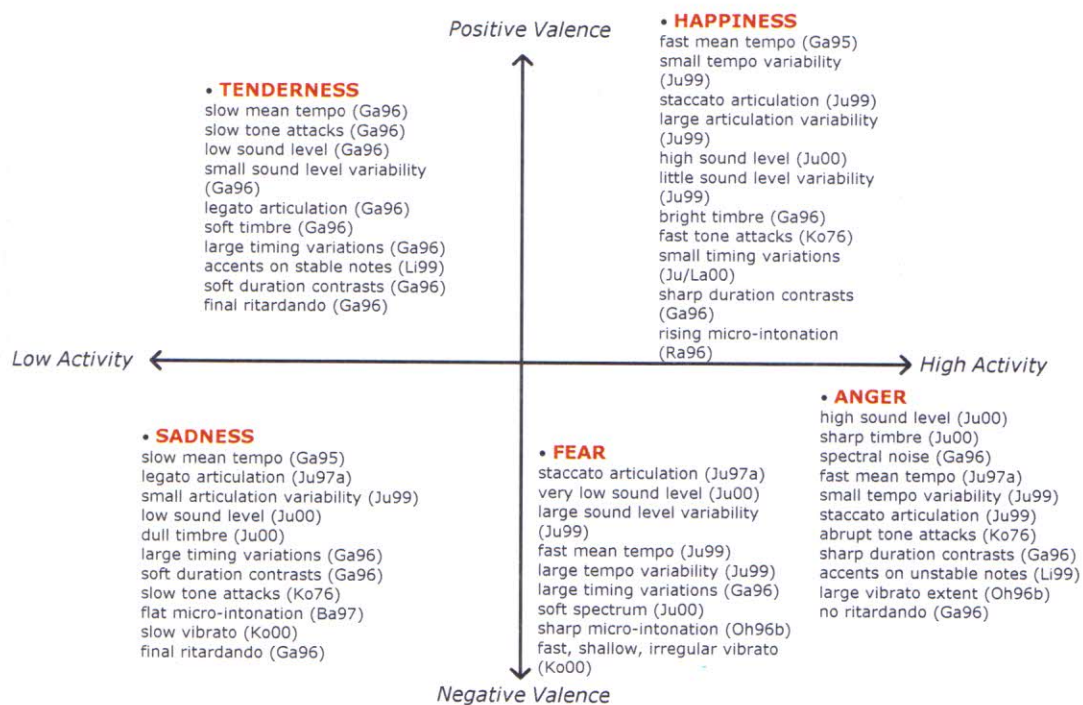 Positive Valence
• HAPPINESS
fast mean tempo (Ga95)
small tempo variability
(Ju99)
staccato articulation (Ju99)
large articulation variability
(Ju99)
high sound level (Ju00)
little sound level variability
(Ju99)
bright timbre (Ga96)
fast tone attacks (Ko76)
small timing variations
(Ju/La00)
sharp duration contrasts
(Ga96)
rising micro-intonation
(Ra96)
• TENDERNESS
slow mean tempo (Ga96)
slow tone attacks (Ga96)
low sound level (Ga96)
small sound level variability
(Ga96)
legato articulation (Ga96)
soft timbre (Ga96)
large timing variations (Ga96)
accents on stable notes (Li99)
soft duration contrasts (Ga96)
final ritardando (Ga96)
Low Activity
High Activity
• SADNESS
slow mean tempo (Ga95)
legato articulation (Ju97a)
small articulation variability (Ju99)
low sound level (Ju00)
dull timbre (Ju00)
large timing variations (Ga96)
soft duration contrasts (Ga96)
slow tone attacks (Ko76)
flat micro-intonation (Ba97)
slow vibrato (Ko00)
final ritardando (Ga96)
• FEAR
staccato articulation (Ju97a)
very low sound level (Ju00)
large sound level variability
(Ju99)
fast mean tempo (Ju99)
large tempo variability (Ju99)
large timing variations (Ga96)
soft spectrum (Ju00)
sharp micro-intonation (Oh96b)
fast, shallow, irregular vibrato
(Ko00)
• ANGER
high sound level (Ju00)
sharp timbre (Ju00)
spectral noise (Ga96)
fast mean tempo (Ju97a)
small tempo variability (Ju99)
staccato articulation (Ju99)
abrupt tone attacks (Ko76)
sharp duration contrasts (Ga96)
accents on unstable notes (Li99)
large vibrato extent (Oh96b)
no ritardando (Ga96)
Negative Valence